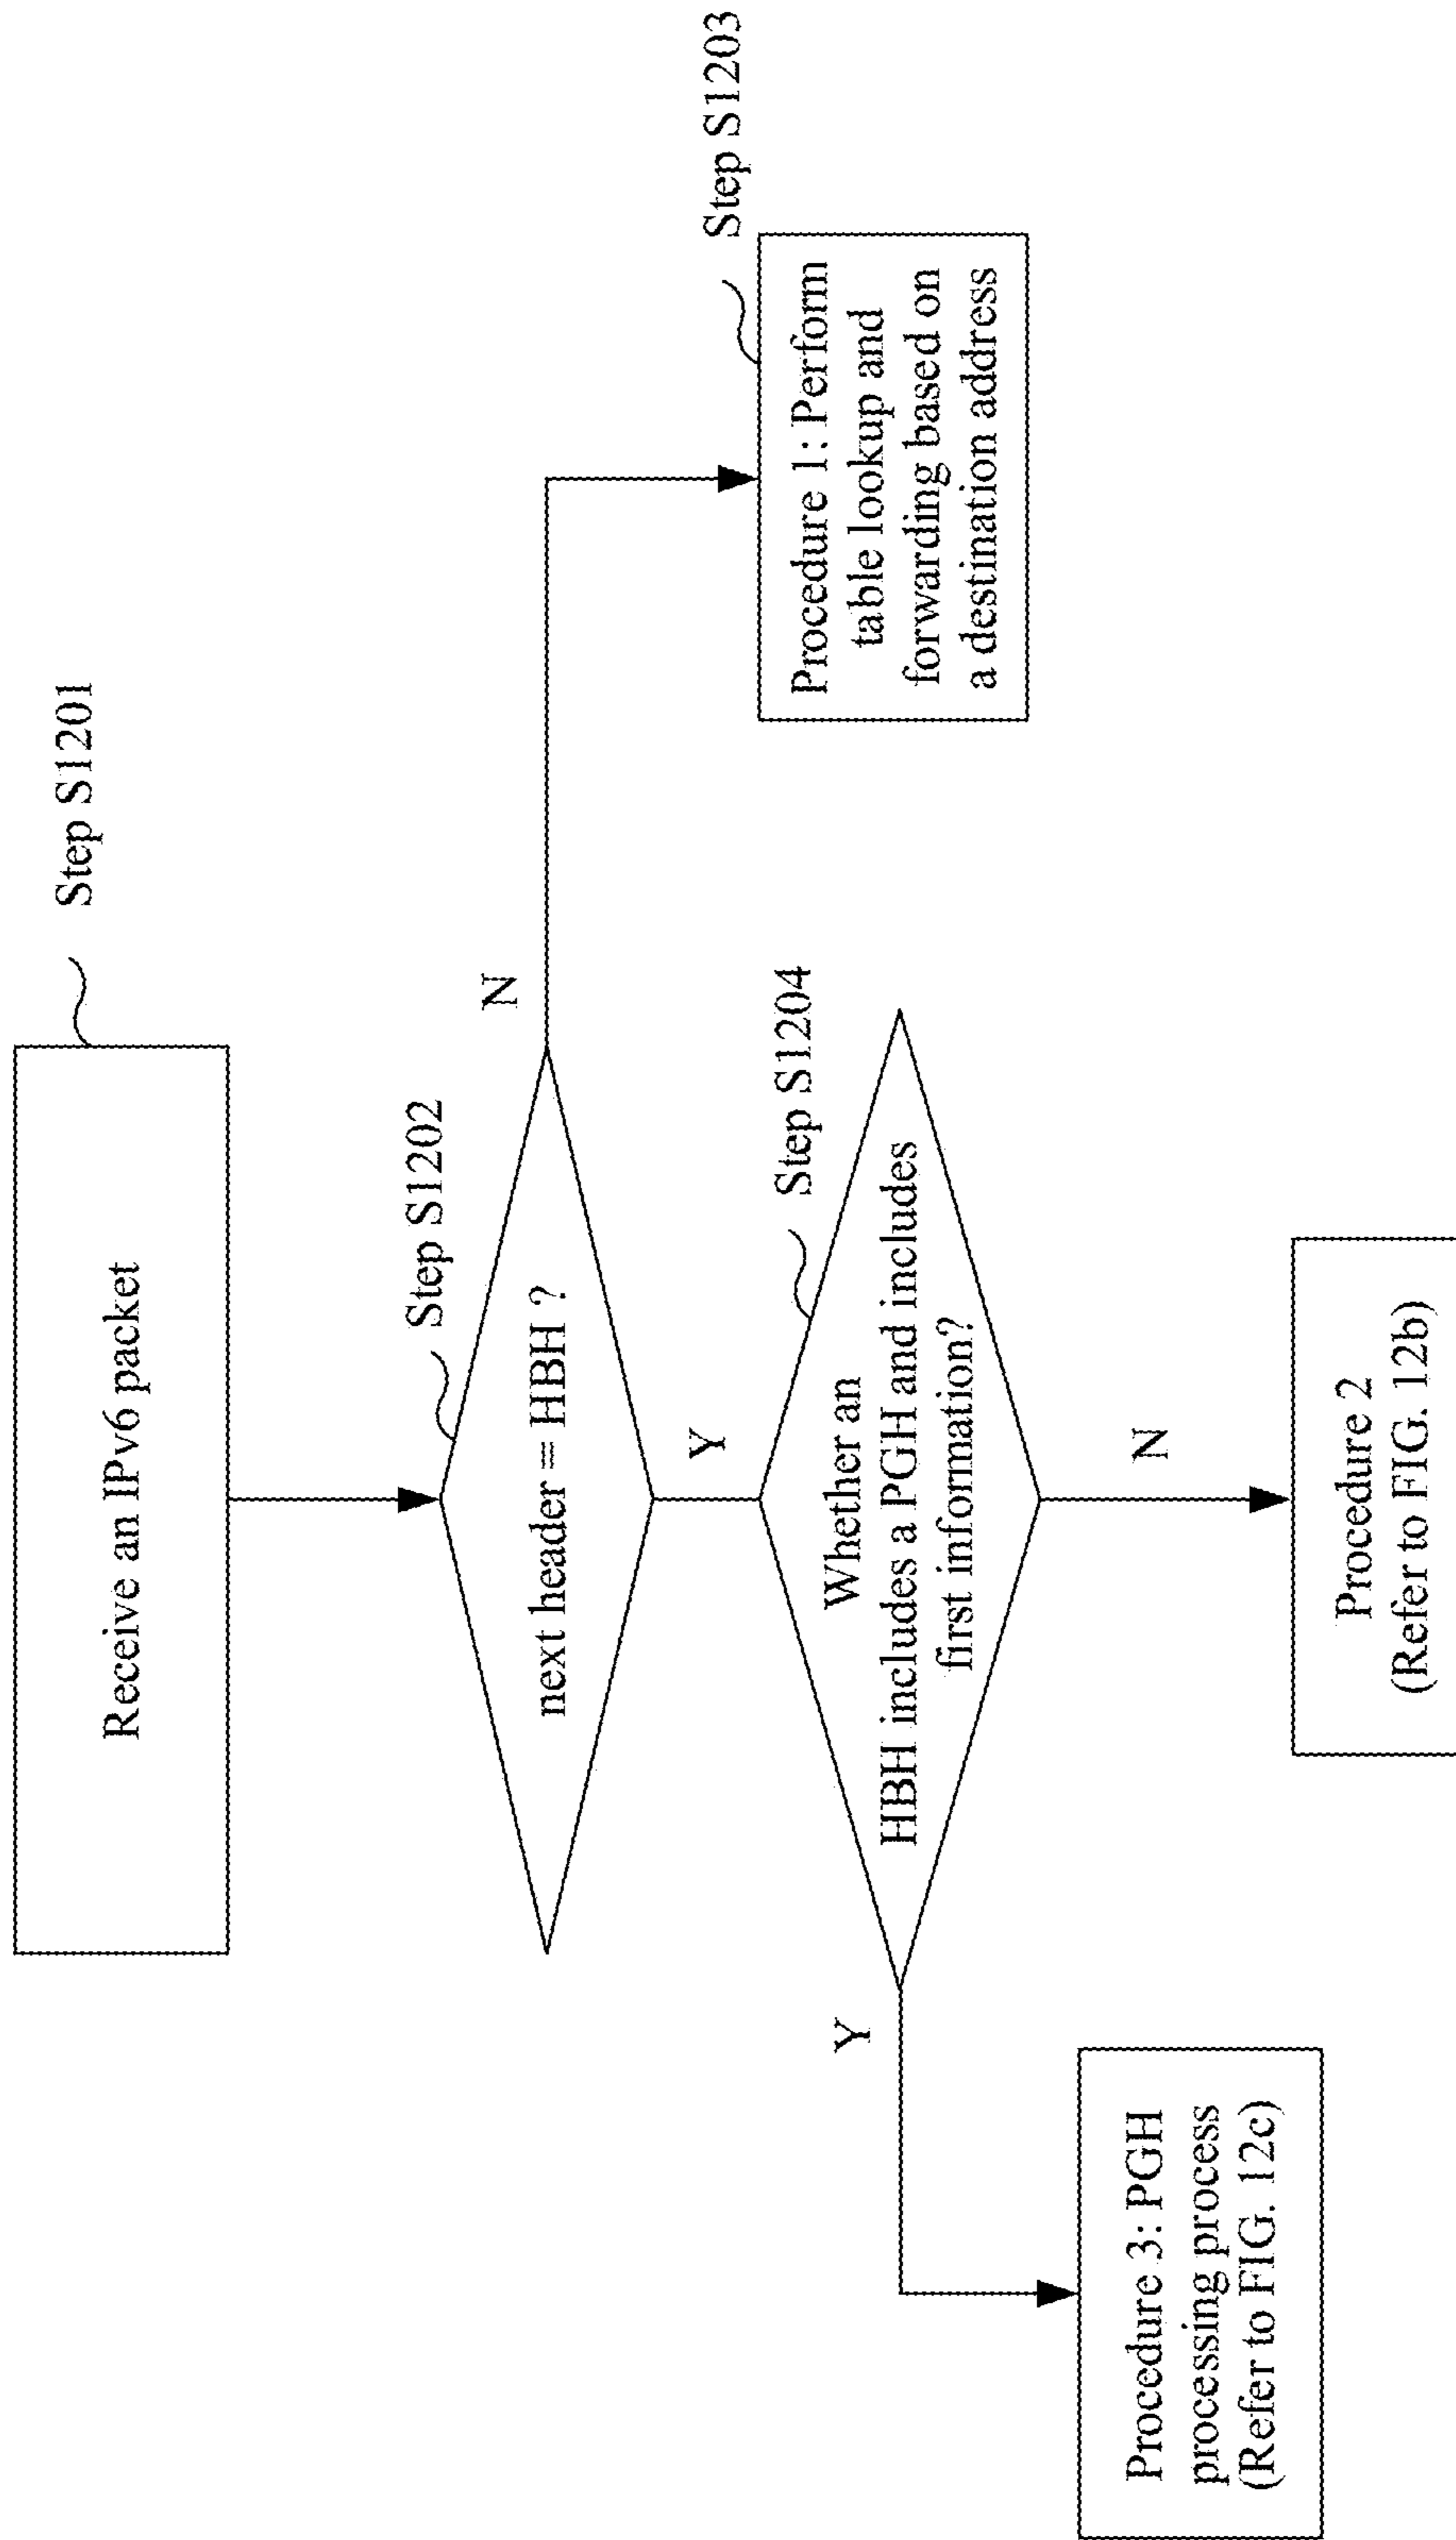 Receive an IPv6 packet
Step S1201
Step S1202
next header = HBH ?
N
Y
Step S1203
Procedure 1: Perform
table lookup and
forwarding based on
a destination address
Step S1204
Whether an
HBH includes a PGH and includes
first information?
Y
N
Procedure 3: PGH
processing process
(Refer to FIG. 12c)
Procedure 2
(Refer to FIG. 12b)